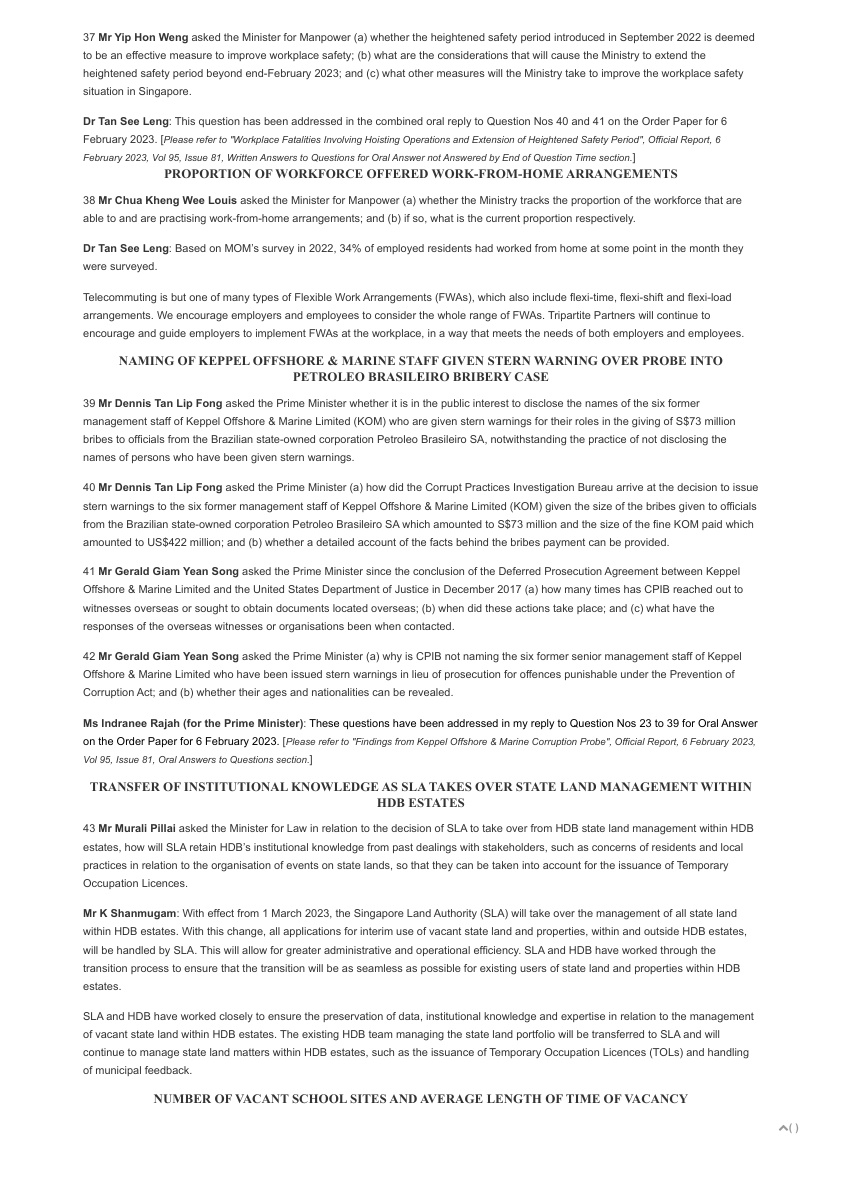 37 Mr Yip Hon Weng asked the Minister for Manpower (a) whether the heightened safety period introduced in September 2022 is deemed
to be an effective measure to improve workplace safety; (b) what are the considerations that will cause the Ministry to extend the
heightened safety period beyond end-February 2023; and (c) what other measures will the Ministry take to improve the workplace safety
situation in Singapore.
Dr Tan See Leng: This question has been addressed in the combined oral reply to Question Nos 40 and 41 on the Order Paper for 6
February 2023. [Please refer to "Workplace Fatalities Involving Hoisting Operations and Extension of Heightened Safety Period", Official Report, 6
February 2023, Vol 95, Issue 81, Written Answers to Questions for Oral Answer not Answered by End of Question Time section.]
PROPORTION OF WORKFORCE OFFERED WORK-FROM-HOME ARRANGEMENTS
38 Mr Chua Kheng Wee Louis asked the Minister for Manpower (a) whether the Ministry tracks the proportion of the workforce that are
able to and are practising work-from-home arrangements; and (b) if so, what is the current proportion respectively.
Dr Tan See Leng: Based on MOM's survey in 2022, 34% of employed residents had worked from home at some point in the month they
were surveyed.
Telecommuting is but one of many types of Flexible Work Arrangements (FWAs), which also include flexi-time, flexi-shift and flexi-load
arrangements. We encourage employers and employees to consider the whole range of FWAs. Tripartite Partners will continue to
encourage and guide employers to implement FWAs at the workplace, in a way that meets the needs of both employers and employees.
NAMING OF KEPPEL OFFSHORE & MARINE STAFF GIVEN STERN WARNING OVER PROBE INTO
PETROLEO BRASILEIRO BRIBERY CASE
39 Mr Dennis Tan Lip Fong asked the Prime Minister whether it is in the public interest to disclose the names of the six former
management staff of Keppel Offshore & Marine Limited (KOM) who are given stern warnings for their roles in the giving of S$73 million
bribes to officials from the Brazilian state-owned corporation Petroleo Brasileiro SA, notwithstanding the practice of not disclosing the
names of persons who have been given stern warnings.
40 Mr Dennis Tan Lip Fong asked the Prime Minister (a) how did the Corrupt Practices Investigation Bureau arrive at the decision to issue
stern warnings to the six former management staff of Keppel Offshore & Marine Limited (KOM) given the size of the bribes given to officials
from the Brazilian state-owned corporation Petroleo Brasileiro SA which amounted to S$73 million and the size of the fine KOM paid which
amounted to US$422 million; and (b) whether a detailed account of the facts behind the bribes payment can be provided.
41 Mr Gerald Giam Yean Song asked the Prime Minister since the conclusion of the Deferred Prosecution Agreement between Keppel
Offshore & Marine Limited and the United States Department of Justice in December 2017 (a) how many times has CPIB reached out to
witnesses overseas or sought to obtain documents located overseas; (b) when did these actions take place; and (c) what have the
responses of the overseas witnesses or organisations been when contacted.
42 Mr Gerald Giam Yean Song asked the Prime Minister (a) why is CPIB not naming the six former senior management staff of Keppel
Offshore & Marine Limited who have been issued stern warnings in lieu of prosecution for offences punishable under the Prevention of
Corruption Act; and (b) whether their ages and nationalities can be revealed.
Ms Indranee Rajah (for the Prime Minister): These questions have been addressed in my reply to Question Nos 23 to 39 for Oral Answer
on the Order Paper for 6 February 2023. [Please refer to "Findings from Keppel Offshore & Marine Corruption Probe", Official Report, 6 February 2023,
Vol 95, Issue 81, Oral Answers to Questions section.]
TRANSFER OF INSTITUTIONAL KNOWLEDGE AS SLA TAKES OVER STATE LAND MANAGEMENT WITHIN
HDB ESTATES
43 Mr Murali Pillai asked the Minister for Law in relation to the decision of SLA to take over from HDB state land management within HDB
estates, how will SLA retain HDB's institutional knowledge from past dealings with stakeholders, such as concerns of residents and local
practices in relation to the organisation of events on state lands, so that they can be taken into account for the issuance of Temporary
Occupation Licences.
Mr K Shanmugam: With effect from 1 March 2023, the Singapore Land Authority (SLA) will take over the management of all state land
within HDB estates. With this change, all applications for interim use of vacant state land and properties, within and outside HDB estates,
will be handled by SLA. This will allow for greater administrative and operational efficiency. SLA and HDB have worked through the
transition process to ensure that the transition will be as seamless as possible for existing users of state land and properties within HDB
estates.
SLA and HDB have worked closely to ensure the preservation of data, institutional knowledge and expertise in relation to the management
of vacant state land within HDB estates. The existing HDB team managing the state land portfolio will be transferred to SLA and will
continue to manage state land matters within HDB estates, such as the issuance of Temporary Occupation Licences (TOLs) and handling
of municipal feedback.
NUMBER OF VACANT SCHOOL SITES AND AVERAGE LENGTH OF TIME OF VACANCY
( )